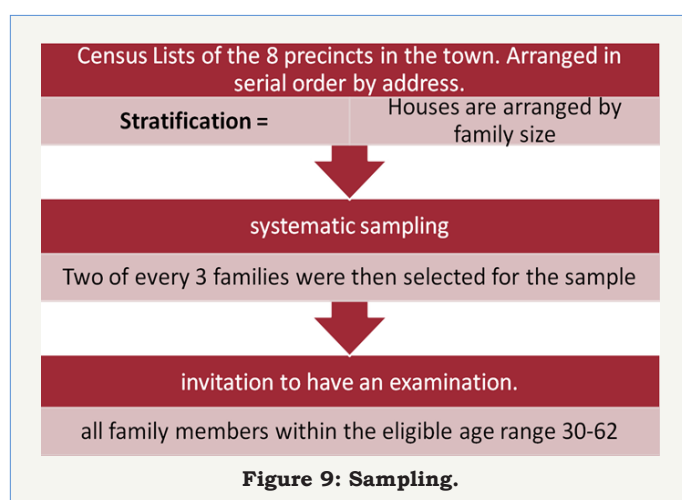 Census Lists of the 8 precincts in the town. Arranged in
serial order by address.
Stratification =
Houses are arranged by
family size
systematic sampling
Two of every 3 families were then selected for the sample
invitation to have an examination.
all family members within the eligible age range 30-62
Figure 9: Sampling.